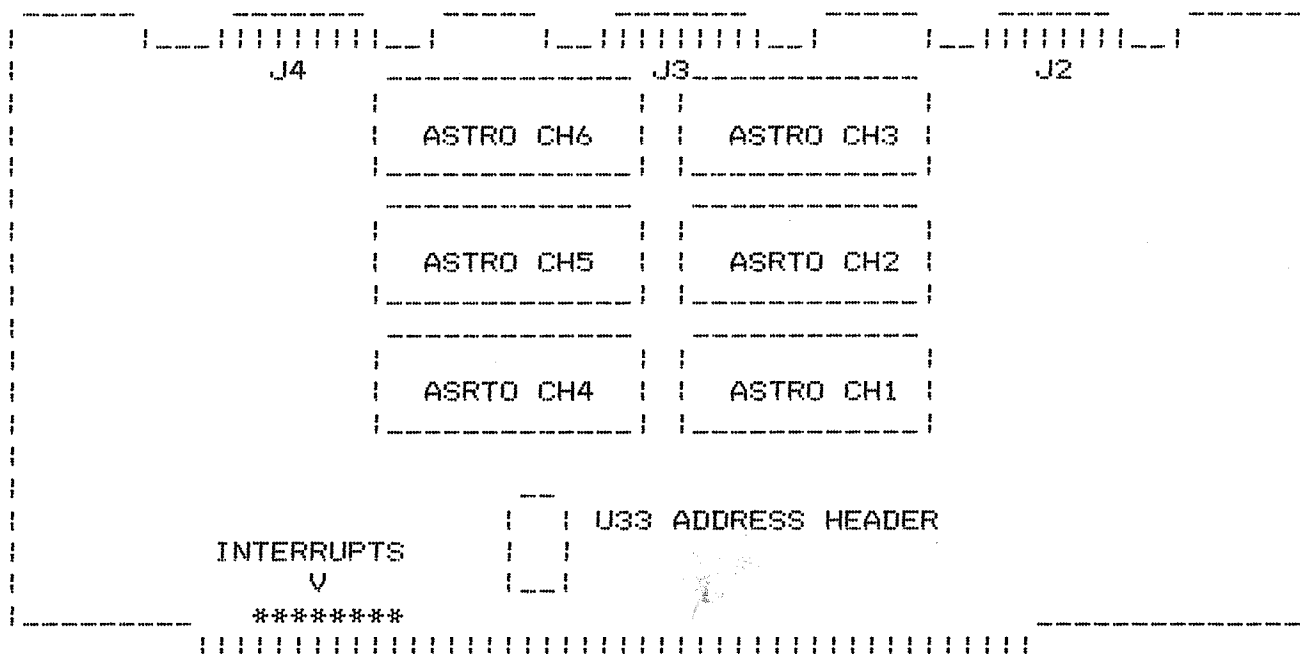 J4 J3 J2
ASTRO CH6 ASTRO CH3
ASTRO CH5 ASRTO CH2
ASRTO CH4 ASTRO CH1
U33 ADDRESS HEADER
INTERRUPTS
V
********